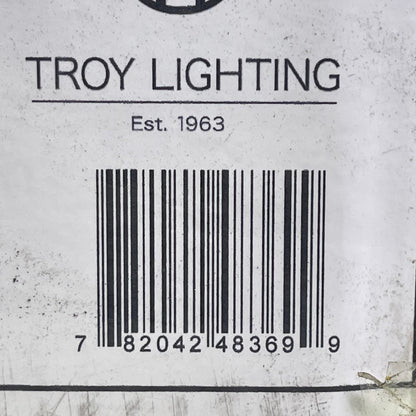 TROY LIGHTING
Est. 1963
7 82042 48369 9